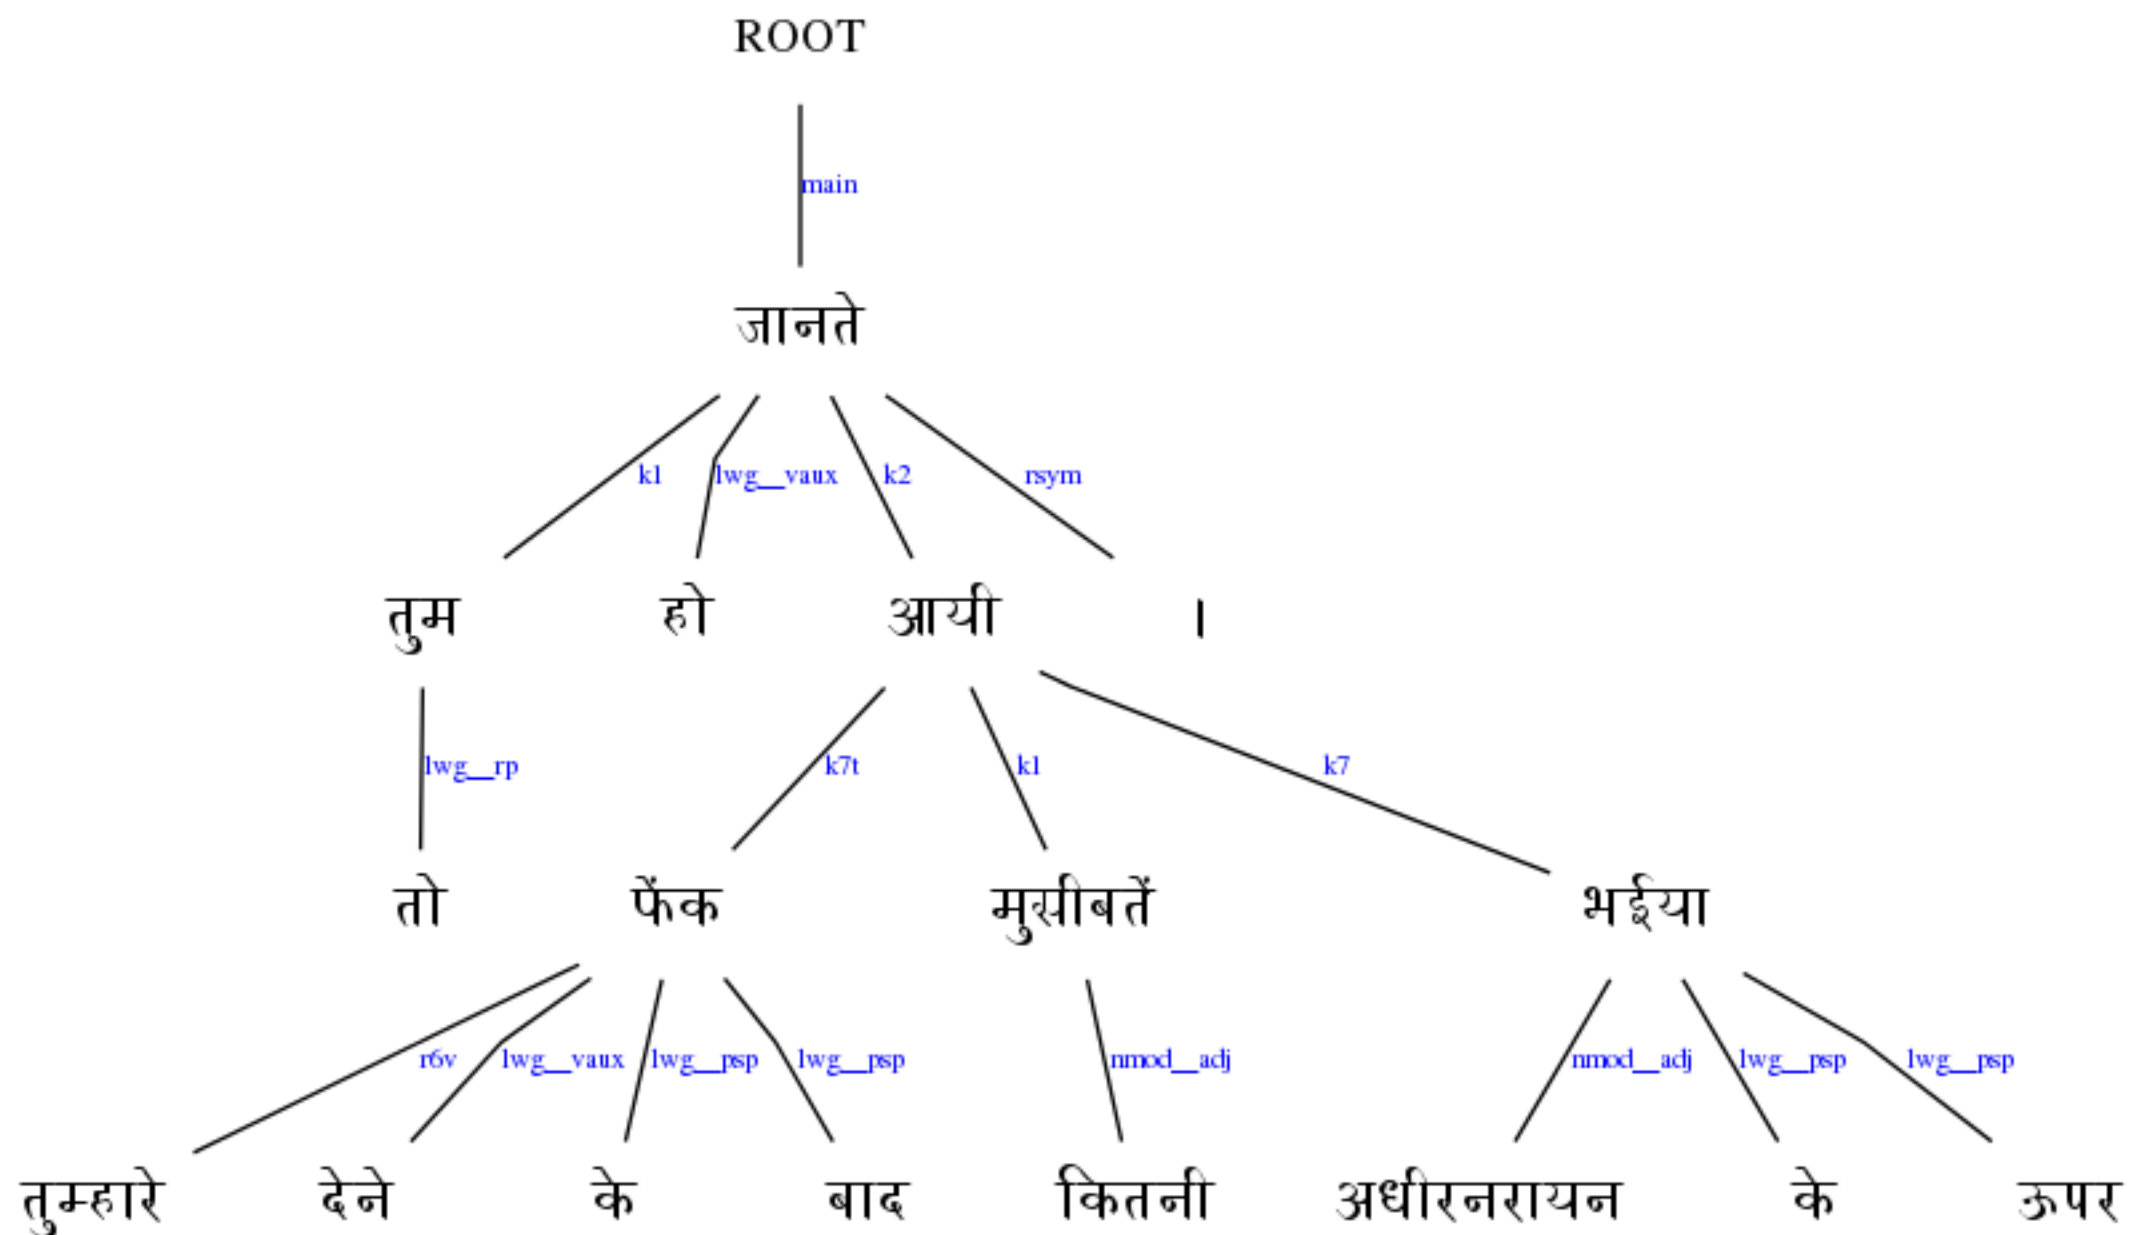 ROOT
main
जानते
k1 lwg__vaux k2 rsym
तुम हो आयी ।
lwg__rp k7t k1 k7
तो फेंक मुसीबतें भईया
r6v lwg__vaux lwg__psp lwg__psp nmod__adj nmod__adj lwg__psp lwg__psp
तुम्हारे देने के बाद कितनी अधीरनरायन के ऊपर